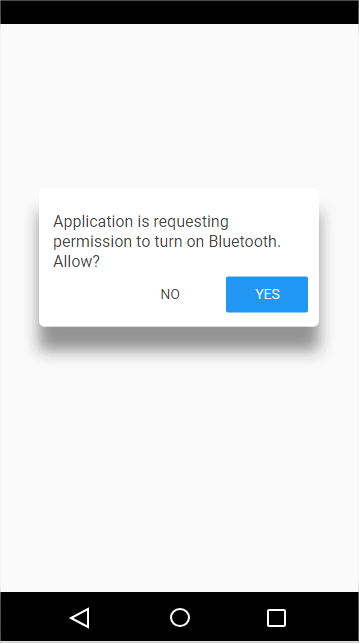 Application is requesting
permission to turn on Bluetooth.
Allow?
NO YES